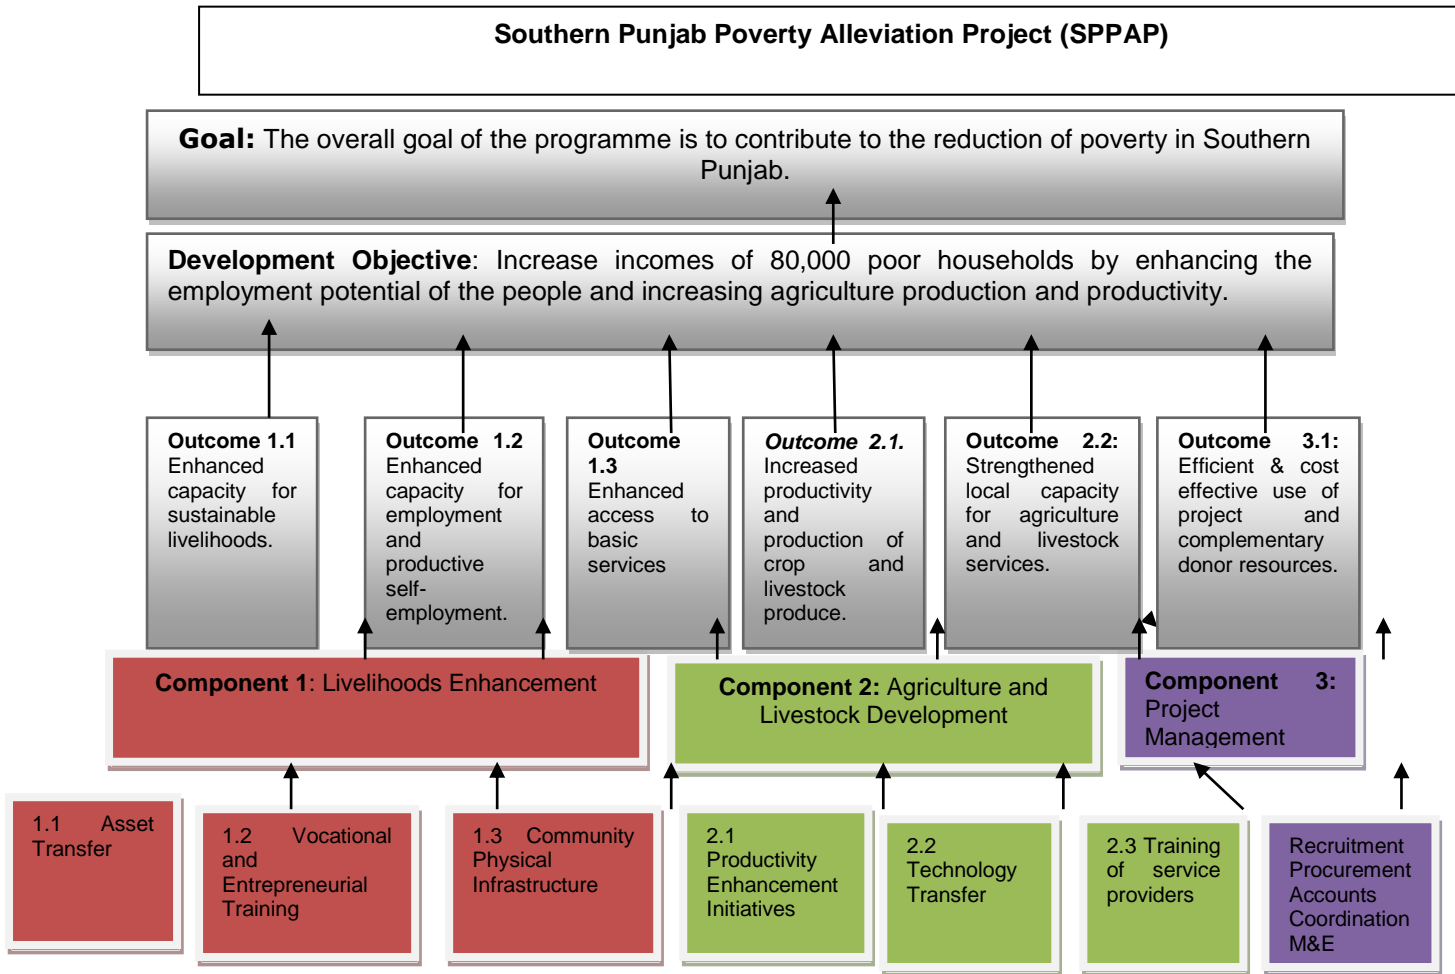 Southern Punjab Poverty Alleviation Project (SPPAP)
Goal: The overall goal of the programme is to contribute to the reduction of poverty in Southern
Punjab.
Development Objective: Increase incomes of 80,000 poor households by enhancing the
employment potential of the people and increasing agriculture production and productivity.
Outcome 1.1
Enhanced
capacity for
sustainable
livelihoods.
Outcome 1.2
Enhanced
capacity for
employment
and
productive
self-
employment.
Outcome
1.3
Enhanced
access to
basic
services
Outcome 2.1.
Increased
productivity
and
production of
crop and
livestock
produce.
Outcome 2.2:
Strengthened
local capacity
for agriculture
and livestock
services.
Outcome 3.1:
Efficient & cost
effective use of
project and
complementary
donor resources.
Component 1: Livelihoods Enhancement
Component 2: Agriculture and
Livestock Development
Component 3:
Project
Management
1.1 Asset
Transfer
1.2 Vocational
and
Entrepreneurial
Training
1.3 Community
Physical
Infrastructure
2.1
Productivity
Enhancement
Initiatives
2.2
Technology
Transfer
2.3 Training
of service
providers
Recruitment
Procurement
Accounts
Coordination
M&E